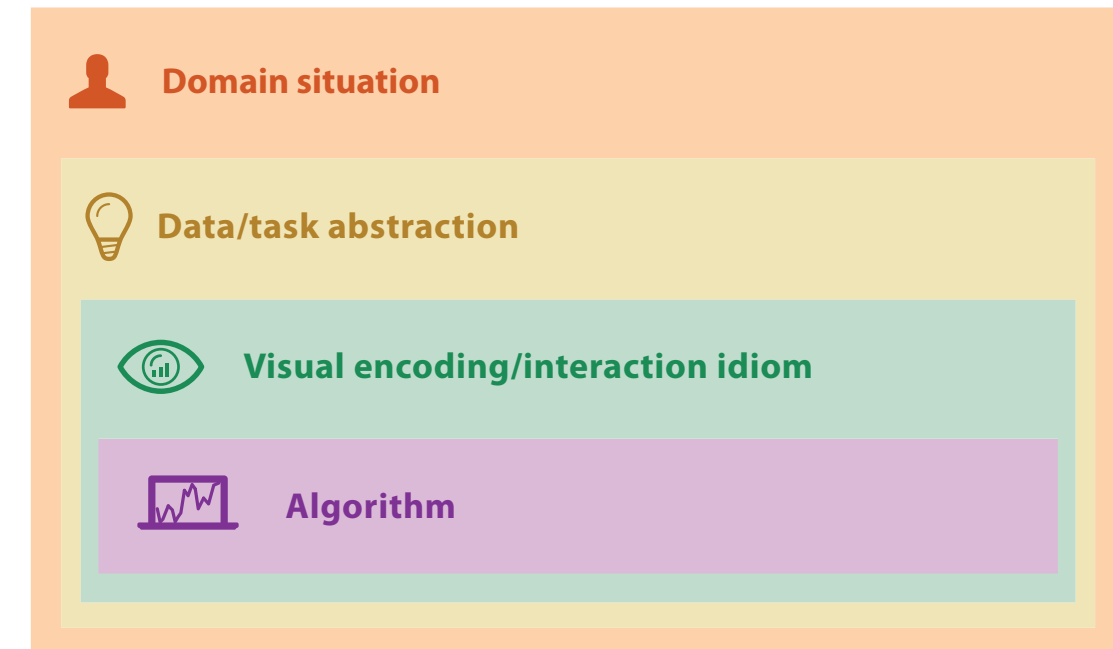 Domain situation
Data/task abstraction
Visual encoding/interaction idiom
Algorithm